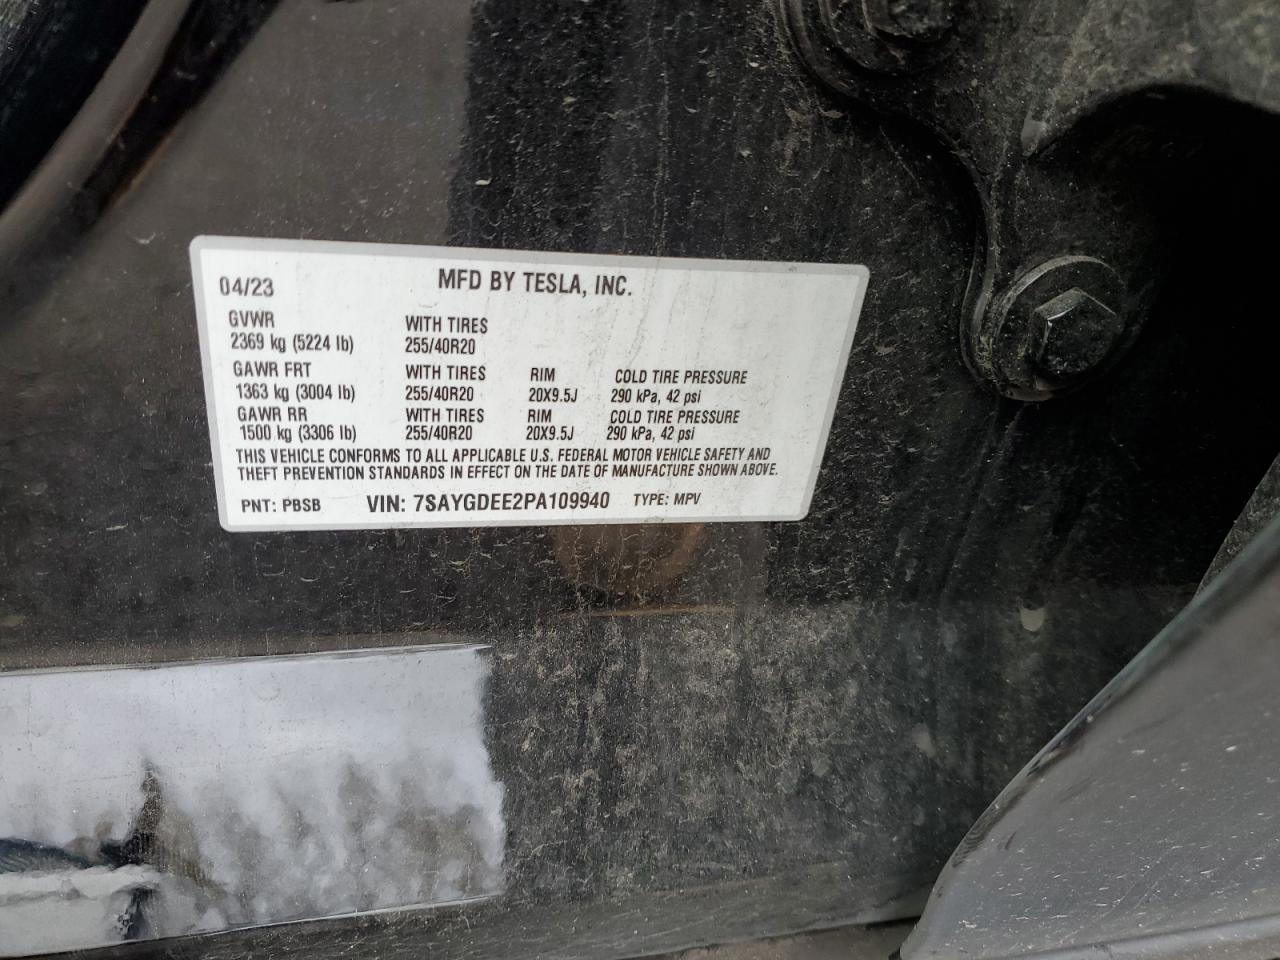 04/23 MFD BY TESLA, INC.
GVWR WITH TIRES
2369 kg (5224 lb) 255/40R20
GAWR FRT WITH TIRES RIM COLD TIRE PRESSURE
1363 kg (3004 lb) 255/40R20 20X9.5J 290 kPa, 42 psi
GAWR RR WITH TIRES RIM COLD TIRE PRESSURE
1500 kg (3306 lb) 255/40R20 20X9.5J 290 kPa, 42 psi
THIS VEHICLE CONFORMS TO ALL APPLICABLE U.S. FEDERAL MOTOR VEHICLE SAFETY AND
THEFT PREVENTION STANDARDS IN EFFECT ON THE DATE OF MANUFACTURE SHOWN ABOVE.
PNT: PBSB VIN: 7SAYGDEE2PA109940 TYPE: MPV